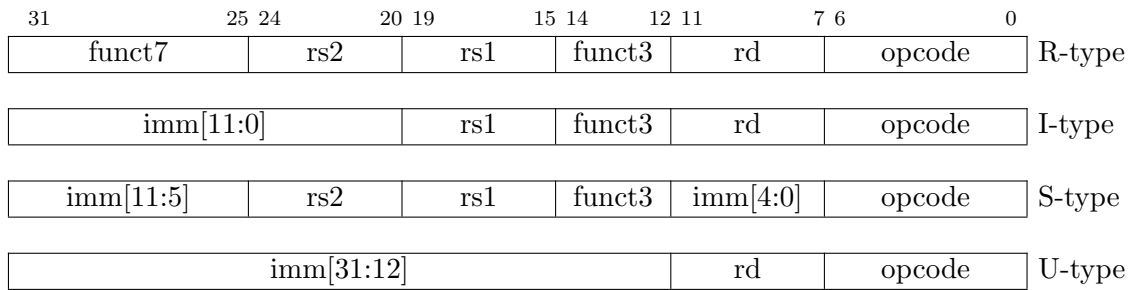 31 25 24 20 19 15 14 12 11 7 6 0
funct7 rs2 rs1 funct3 rd opcode R-type
imm[11:0] rs1 funct3 rd opcode I-type
imm[11:5] rs2 rs1 funct3 imm[4:0] opcode S-type
imm[31:12] rd opcode U-type